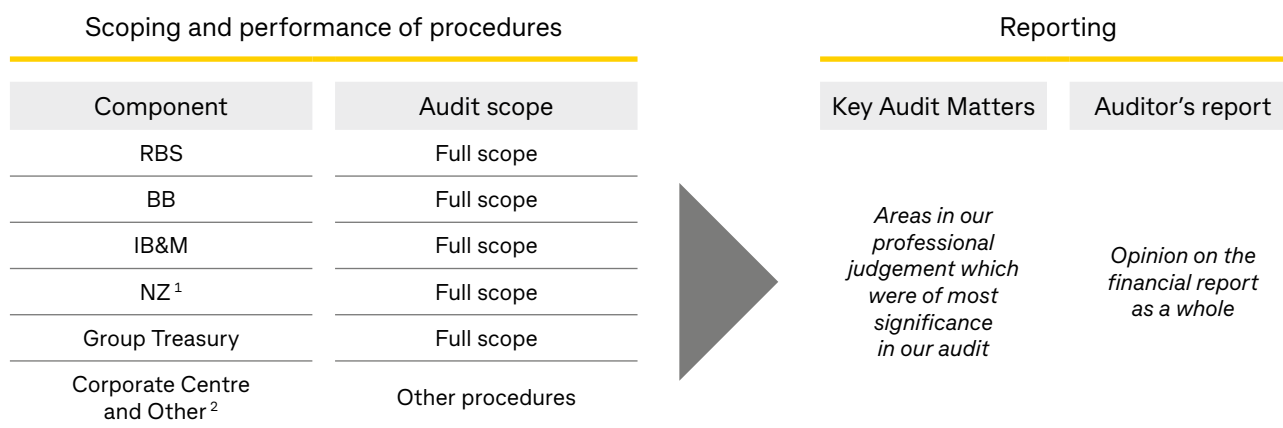 Scoping and performance of procedures
Reporting
Component
Audit scope
Key Audit Matters
Auditor's report
RBS
Full scope
BB
Full scope
IB&M
Full scope
NZ 1
Full scope
Group Treasury
Full scope
Corporate Centre
and Other 2
Other procedures
Areas in our
professional
judgement which
were of most
significance
in our audit
Opinion on the
financial report
as a whole